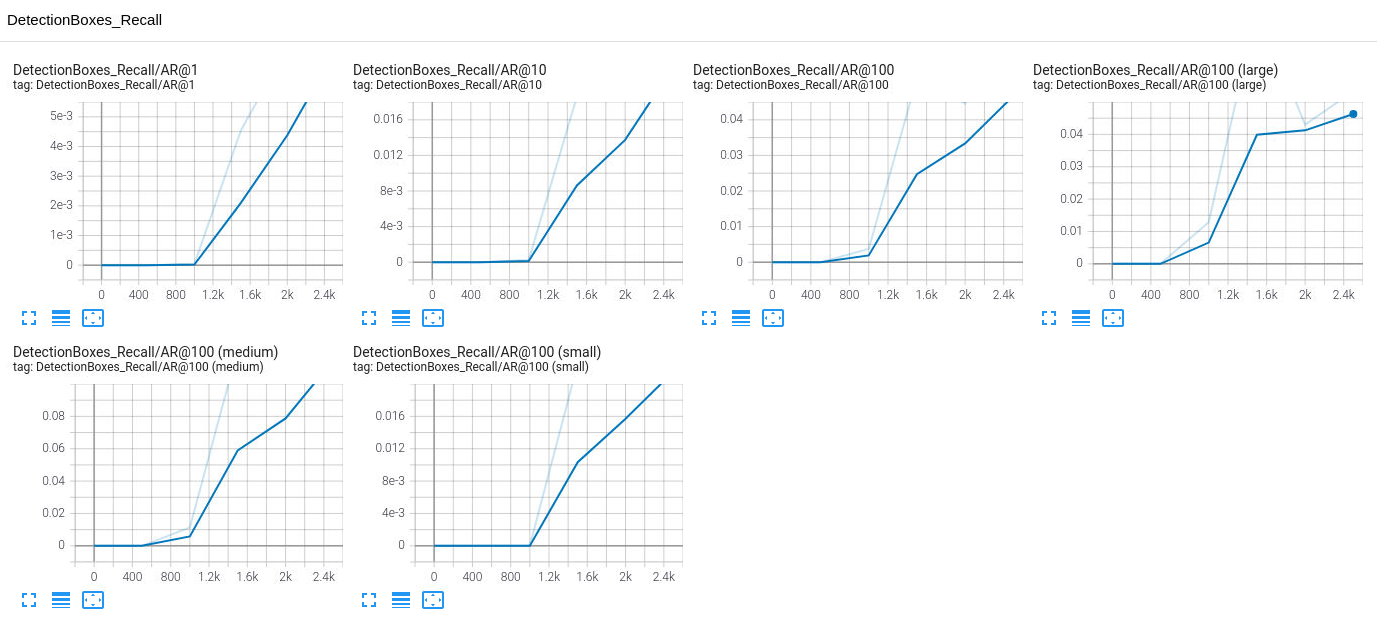 DetectionBoxes_Recall
DetectionBoxes_Recall/AR@1
tag: DetectionBoxes_Recall/AR@1
5e-3
4e-3
3e-3
2e-3
1e-3
0
0 400 800 1.2k 1.6k 2k 2.4k
DetectionBoxes_Recall/AR@10
tag: DetectionBoxes_Recall/AR@10
0.016
0.012
8e-3
4e-3
0
0 400 800 1.2k 1.6k 2k 2.4k
DetectionBoxes_Recall/AR@100
tag: DetectionBoxes_Recall/AR@100
0.04
0.03
0.02
0.01
0
0 400 800 1.2k 1.6k 2k 2.4k
DetectionBoxes_Recall/AR@100 (large)
tag: DetectionBoxes_Recall/AR@100 (large)
0.04
0.03
0.02
0.01
0
0 400 800 1.2k 1.6k 2k 2.4k
DetectionBoxes_Recall/AR@100 (medium)
tag: DetectionBoxes_Recall/AR@100 (medium)
0.08
0.06
0.04
0.02
0
0 400 800 1.2k 1.6k 2k 2.4k
DetectionBoxes_Recall/AR@100 (small)
tag: DetectionBoxes_Recall/AR@100 (small)
0.016
0.012
8e-3
4e-3
0
0 400 800 1.2k 1.6k 2k 2.4k